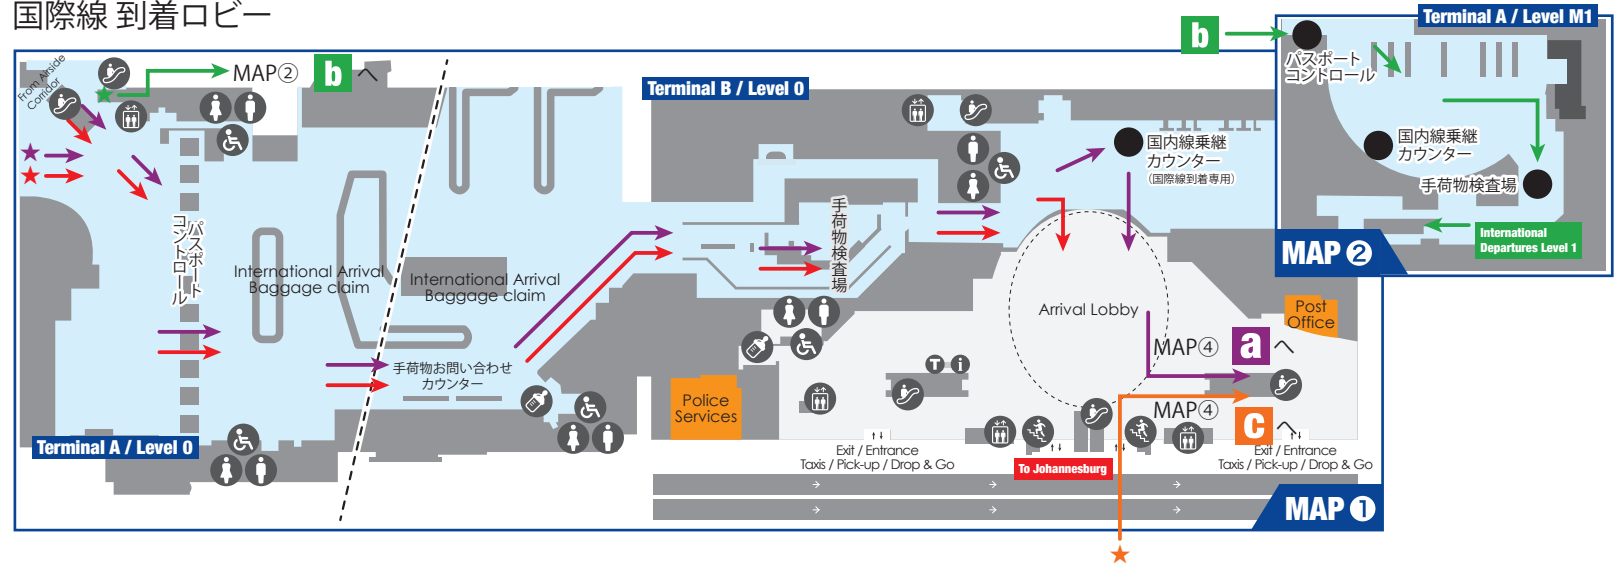 国際線 到着ロビー
From Airside
Corridor
MAP② b へ
パスポート
コントロール
International Arrival
Baggage claim
International Arrival
Baggage claim
手荷物お問い合わせ
カウンター
Terminal A / Level 0
Terminal B / Level 0
手荷物検査場
国内線乗継
カウンター
(国際線到着専用)
Arrival Lobby
Post
Office
MAP④ a へ
MAP④ c へ
Police
Services
T
i
Exit / Entrance
Taxis / Pick-up / Drop & Go
To Johannesburg
Exit / Entrance
Taxis / Pick-up / Drop & Go
MAP ❶
b
Terminal A / Level M1
パスポート
コントロール
国内線乗継
カウンター
手荷物検査場
International
Departures Level 1
MAP ❷